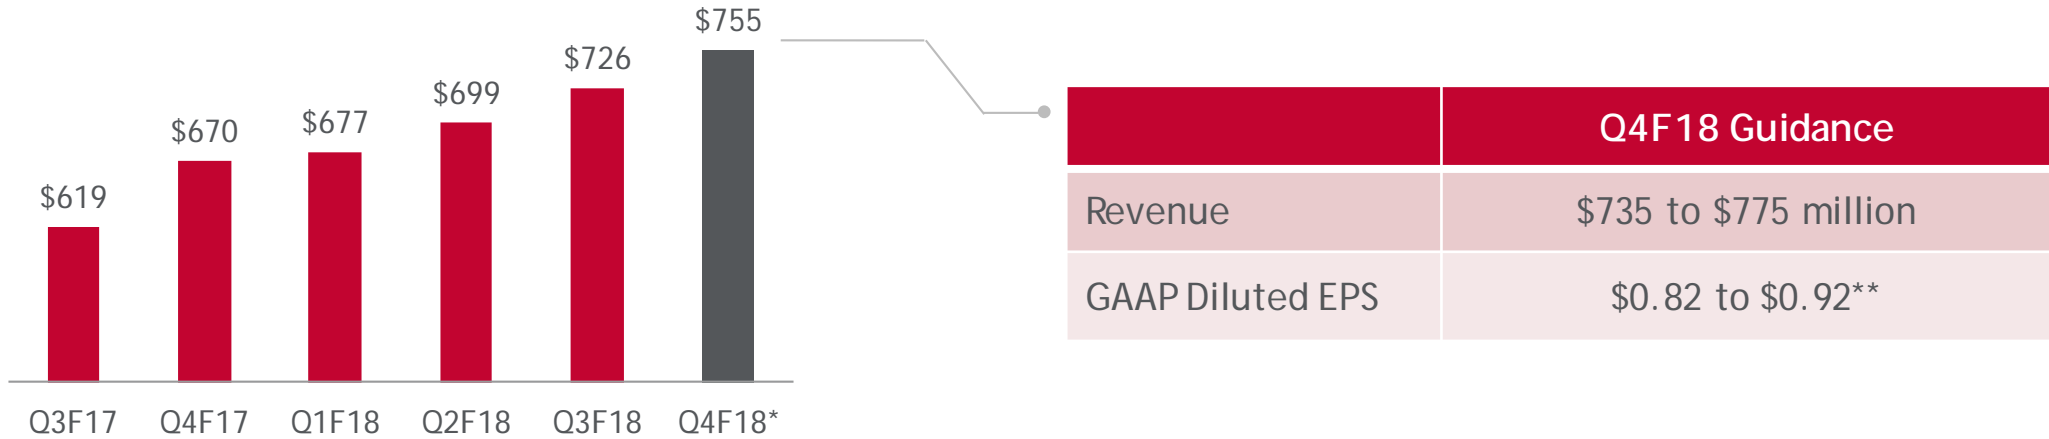 $619
$670
$677
$699
$726
$755
Q3F17
Q4F17
Q1F18
Q2F18
Q3F18
Q4F18*
Q4F18 Guidance
Revenue
$735 to $775 million
GAAP Diluted EPS
$0.82 to $0.92**